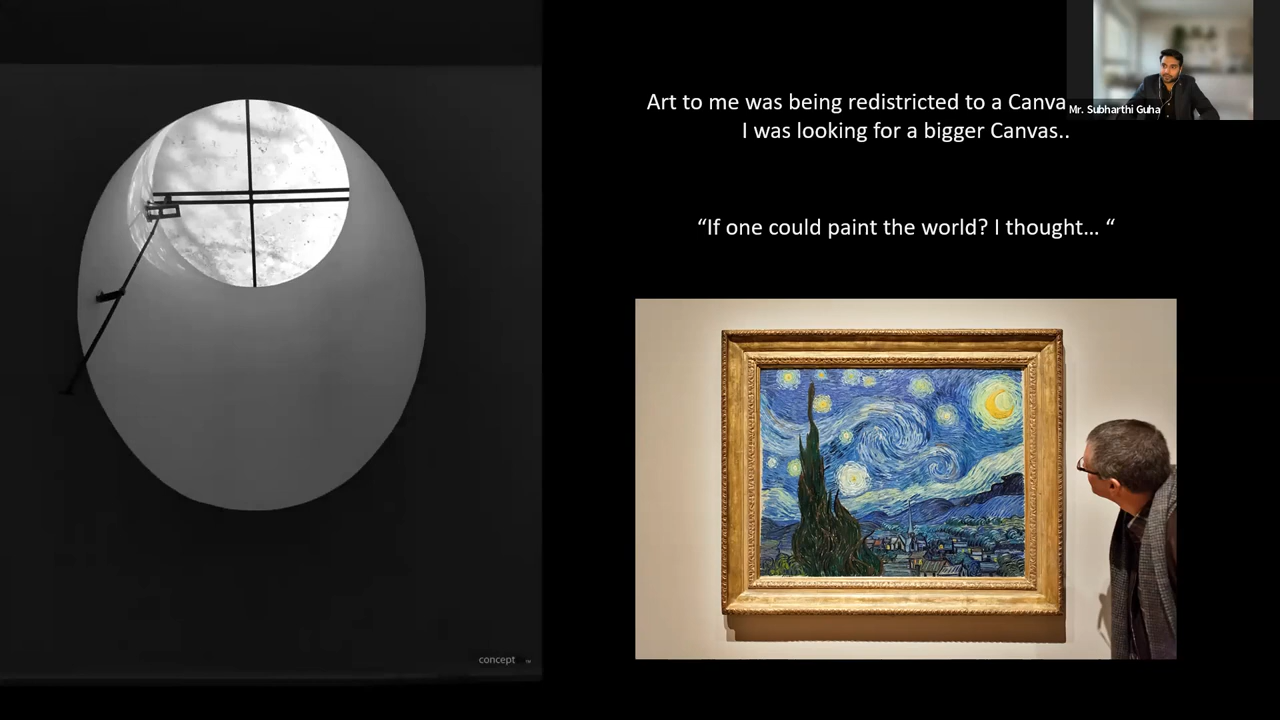 Art to me was being redistricted to a Canva
I was looking for a bigger Canvas..
“If one could paint the world? I thought… “
Mr. Subharthi Guha
concept